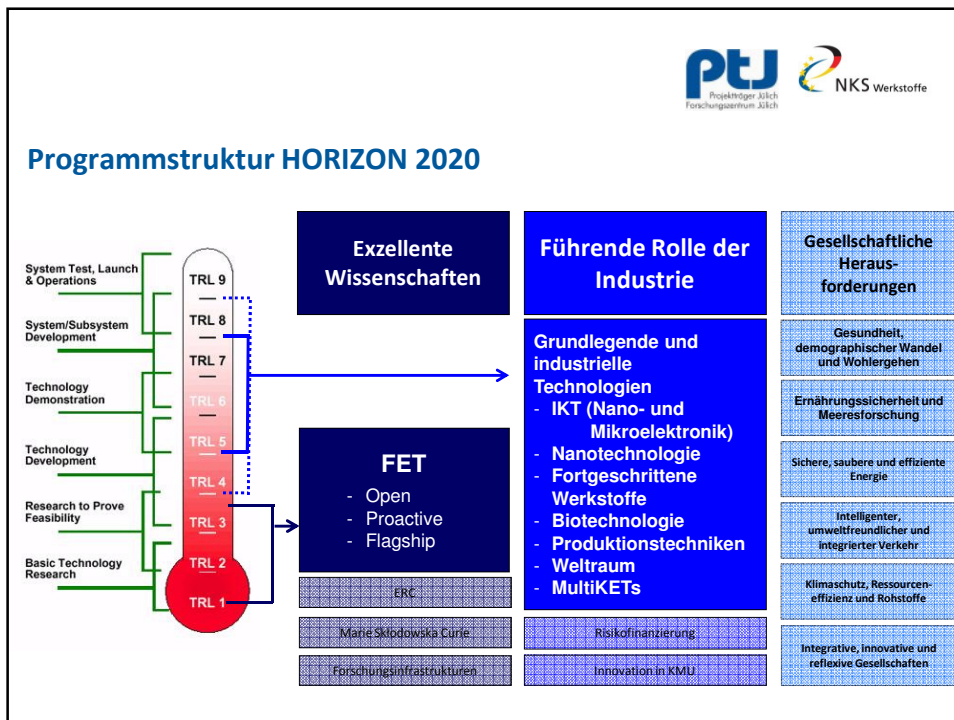 ptJ
Projektträger Jülich
Forschungszentrum Jülich
NKS Werkstoffe
Programmstruktur HORIZON 2020
System Test, Launch
& Operations
System/Subsystem
Development
Technology
Demonstration
Technology
Development
Research to Prove
Feasibility
Basic Technology
Research
TRL 9
TRL 8
TRL 7
TRL 6
TRL 5
TRL 4
TRL 3
TRL 2
TRL 1
Exzellente
Wissenschaften
FET
- Open
- Proactive
- Flagship
ERC
Marie Skłodowska Curie
Forschungsinfrastrukturen
Führende Rolle der
Industrie
Grundlegende und
industrielle
Technologien
- IKT (Nano- und
Mikroelektronik)
- Nanotechnologie
- Fortgeschrittene
Werkstoffe
- Biotechnologie
- Produktionstechniken
- Weltraum
- MultiKETs
Risikofinanzierung
Innovation in KMU
Gesellschaftliche
Heraus-
forderungen
Gesundheit,
demographischer Wandel
und Wohlergehen
Ernährungssicherheit und
Meeresforschung
Sichere, saubere und effiziente
Energie
Intelligenter,
umweltfreundlicher und
integrierter Verkehr
Klimaschutz, Ressourcen-
effizienz und Rohstoffe
Integrative, innovative und
reflexive Gesellschaften